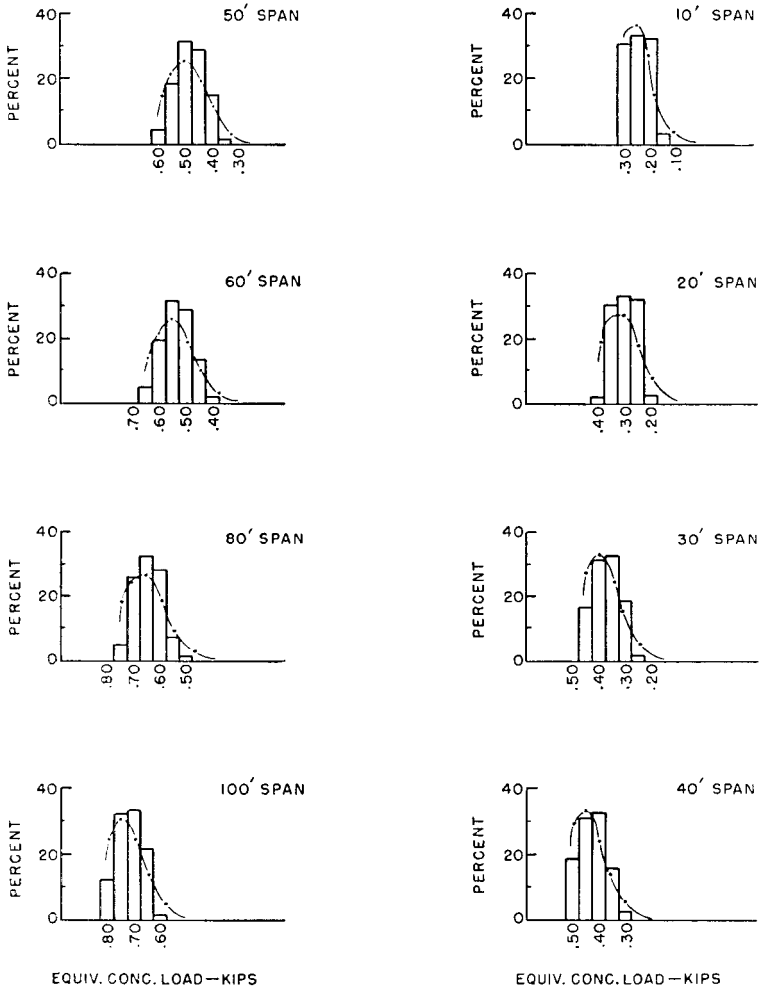 50' SPAN
PERCENT
40
20
0
.60 .50 .40 .30
10' SPAN
PERCENT
40
20
0
.30 .20 .10
60' SPAN
PERCENT
40
20
0
.70 .60 .50 .40
20' SPAN
PERCENT
40
20
0
.40 .30 .20
80' SPAN
PERCENT
40
20
0
.80 .70 .60 .50
30' SPAN
PERCENT
40
20
0
.50 .40 .30 .20
100' SPAN
PERCENT
40
20
0
.80 .70 .60
EQUIV. CONC. LOAD—KIPS
40' SPAN
PERCENT
40
20
0
.50 .40 .30
EQUIV. CONC. LOAD—KIPS